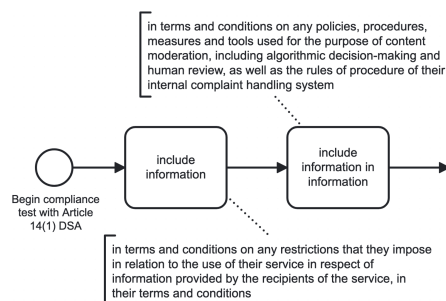 in terms and conditions on any policies, procedures,
measures and tools used for the purpose of content
moderation, including algorithmic decision-making and
human review, as well as the rules of procedure of their
internal complaint handling system
include
information
include
information in
information
Begin compliance
test with Article
14(1) DSA
in terms and conditions on any restrictions that they impose
in relation to the use of their service in respect of
information provided by the recipients of the service, in
their terms and conditions